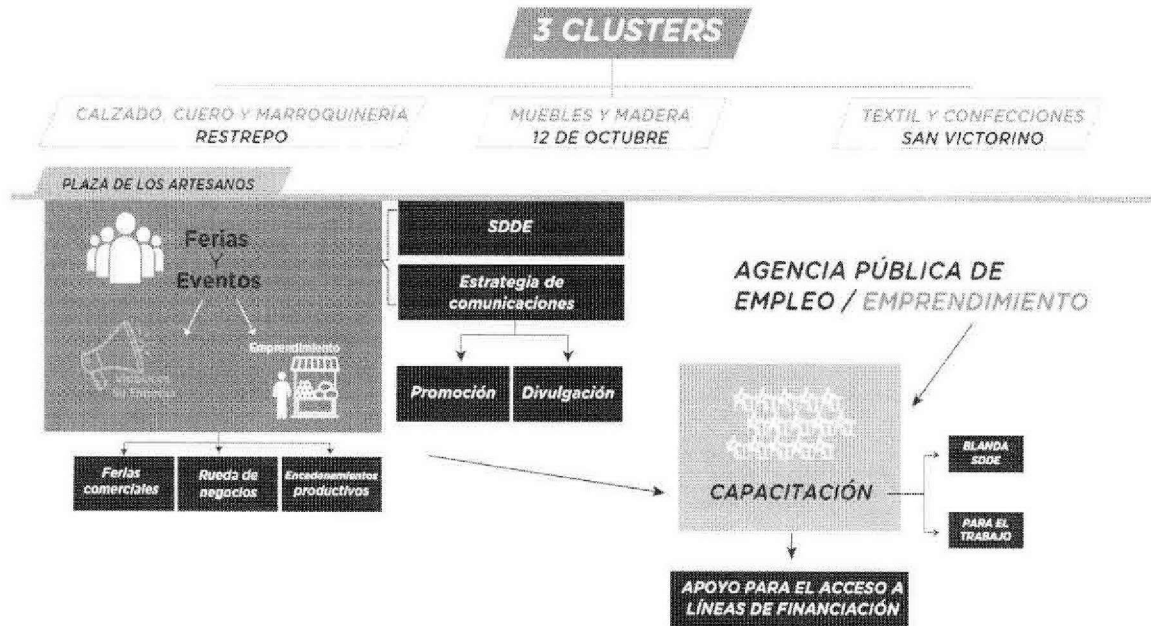 3 CLUSTERS
CALZADO, CUERO Y MARROQUINERÍA
RESTREPO
MUEBLES Y MADERA
12 DE OCTUBRE
TEXTIL Y CONFECCIONES
SAN VICTORINO
PLAZA DE LOS ARTESANOS
Ferias
Y
Eventos
Emprendimiento
SDDE
Estrategia de
comunicaciones
Promoción
Divulgación
Ferias
comerciales
Rueda de
negocios
Encadenamientos
productivos
AGENCIA PÚBLICA DE
EMPLEO / EMPRENDIMIENTO
CAPACITACIÓN
BLANDA
SDDE
PARA EL
TRABAJO
APOYO PARA EL ACCESO A
LÍNEAS DE FINANCIACIÓN